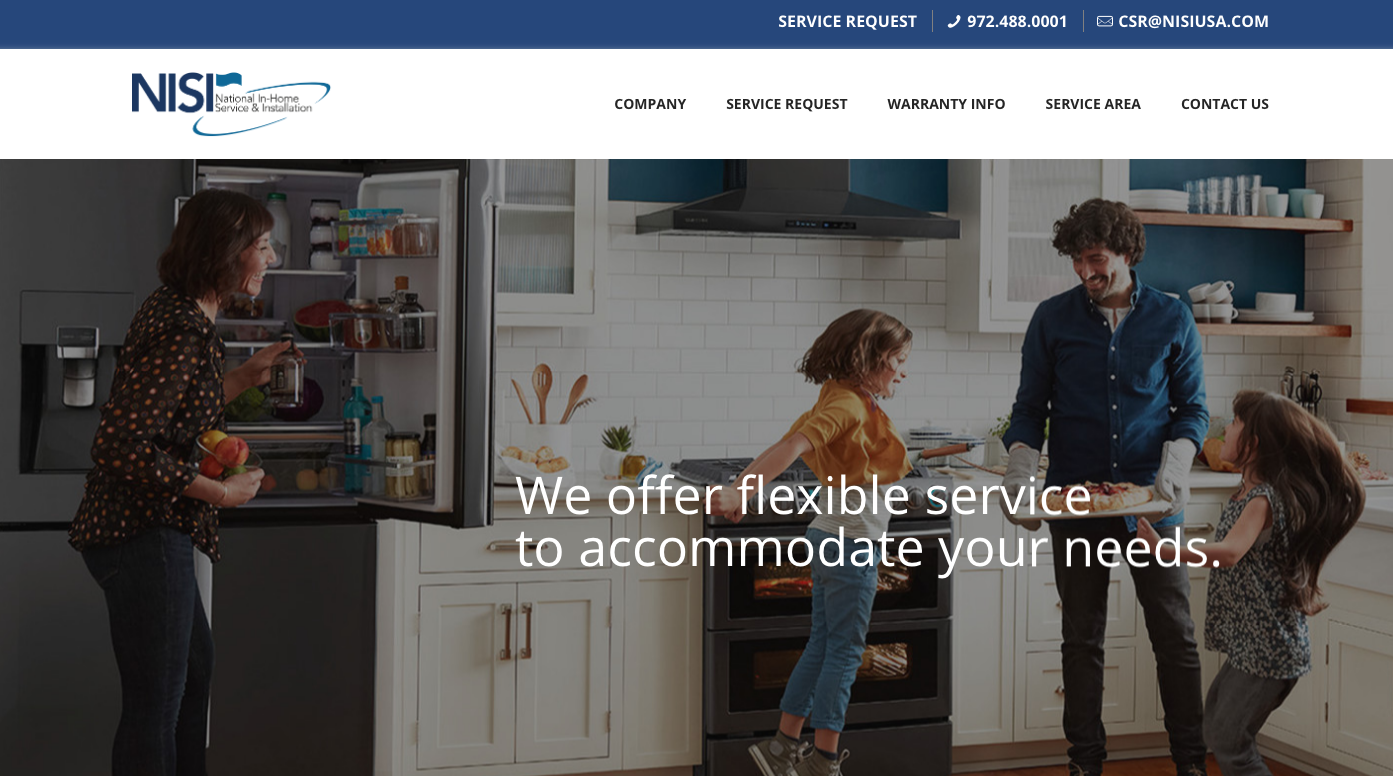 SERVICE REQUEST
972.488.0001
CSR@NISIUSA.COM
NISI
National In-Home
Service & Installation
COMPANY
SERVICE REQUEST
WARRANTY INFO
SERVICE AREA
CONTACT US
We offer flexible service
to accommodate your needs.